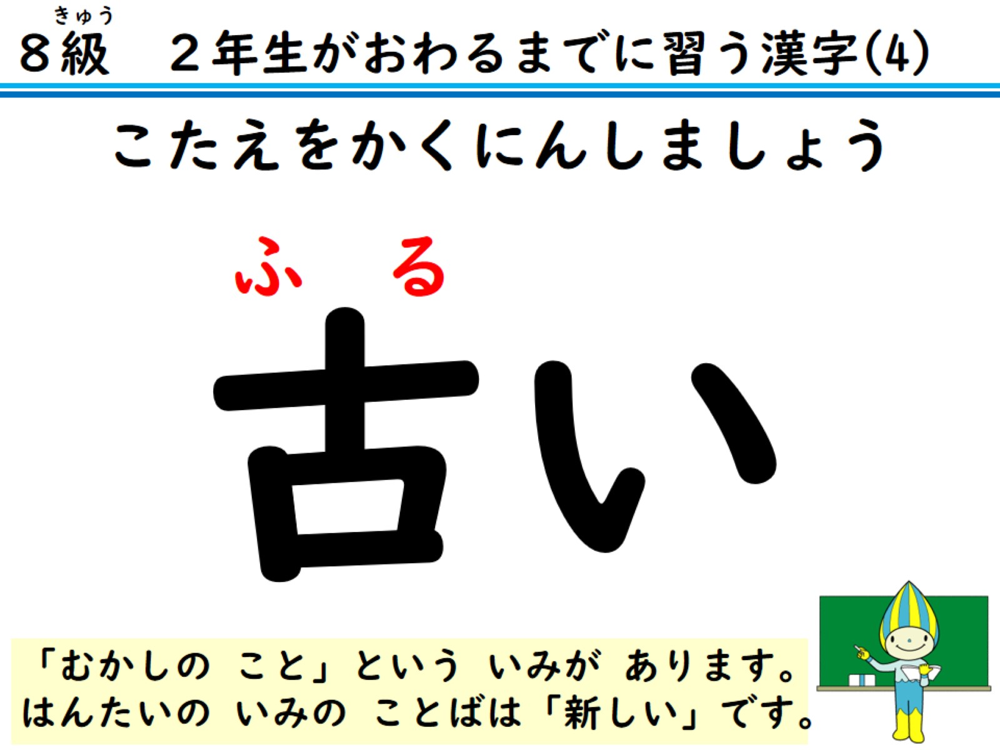 きゅう
８級　２年生がおわるまでに習う漢字(4)
こたえをかくにんしましょう
ふ　る
古い
「むかしの こと」という いみが あります。
はんたいの いみの ことばは「新しい」です。